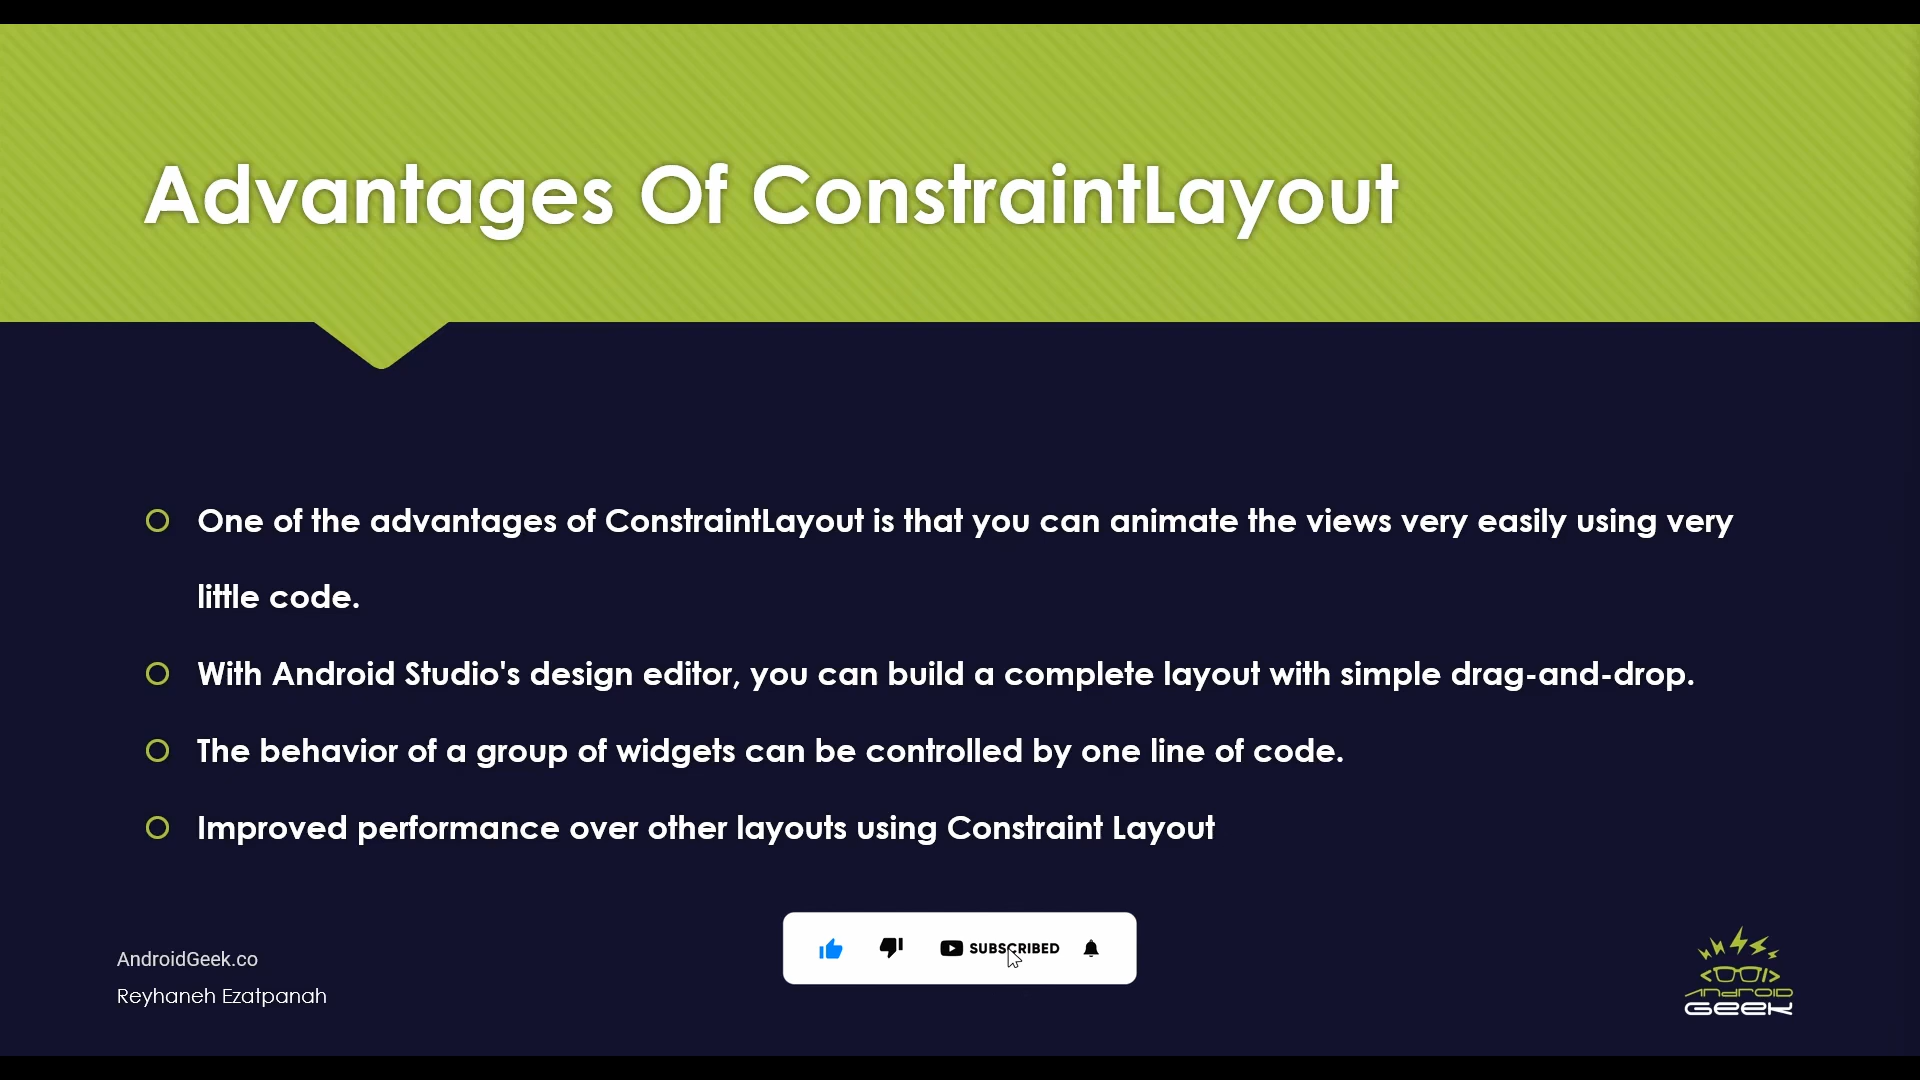 Advantages Of ConstraintLayout
One of the advantages of ConstraintLayout is that you can animate the views very easily using very
little code.
With Android Studio's design editor, you can build a complete layout with simple drag-and-drop.
The behavior of a group of widgets can be controlled by one line of code.
Improved performance over other layouts using Constraint Layout
SUBSCRIBED
AndroidGeek.co
Reyhaneh Ezatpanah
ANDROID
GEEK